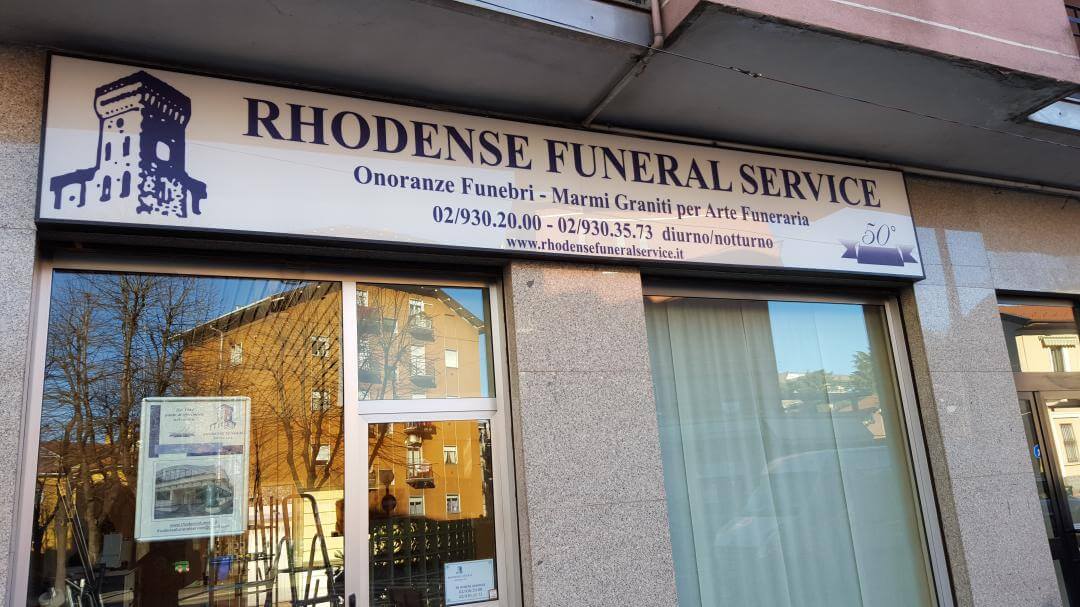 RHODENSE FUNERAL SERVICE
Onoranze Funebri - Marmi Graniti per Arte Funeraria
02/930.20.00 - 02/930.35.73 diurno/notturno
www.rhodensefuneralservice.it
50°